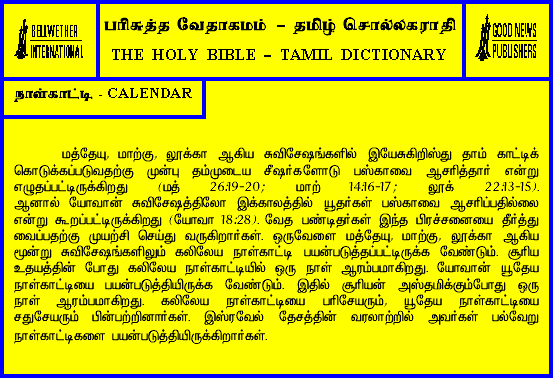 BELLWETHER
INTERNATIONAL
பரிசுத்த வேதாகமம் – தமிழ் சொல்லகராதி
THE HOLY BIBLE – TAMIL DICTIONARY
GOOD NEWS
PUBLISHERS
நாள்காட்டி - CALENDAR
மத்தேயு, மாற்கு, லூக்கா ஆகிய சுவிசேஷங்களில் இயேசுகிறிஸ்து தாம் காட்டிக்
கொடுக்கப்படுவதற்கு முன்பு தம்முடைய சீஷர்களோடு பஸ்காவை ஆசரித்தார் என்று
எழுதப்பட்டிருக்கிறது (மத் 26:19-20; மாற் 14:16-17; லூக் 22:13-15).
ஆனால் யோவான் சுவிசேஷத்திலோ இக்காலத்தில் யூதர்கள் பஸ்காவை ஆசரிப்பதில்லை
என்று கூறப்பட்டிருக்கிறது (யோவா 18:28). வேத பண்டிதர்கள் இந்த பிரச்சனையை தீர்த்து
வைப்பதற்கு முயற்சி செய்து வருகிறார்கள். ஒருவேளை மத்தேயு, மாற்கு, லூக்கா ஆகிய
மூன்று சுவிசேஷங்களிலும் கலிலேய நாள்காட்டி பயன்படுத்தப்பட்டிருக்க வேண்டும். சூரிய
உதயத்தின் போது கலிலேய நாள்காட்டியில் ஒரு நாள் ஆரம்பமாகிறது. யோவான் யூதேய
நாள்காட்டியை பயன்படுத்தியிருக்க வேண்டும். இதில் சூரியன் அஸ்தமிக்கும்போது ஒரு
நாள் ஆரம்பமாகிறது. கலிலேய நாள்காட்டியை பரிசேயரும், யூதேய நாள்காட்டியை
சதுசேயரும் பின்பற்றினார்கள். இஸ்ரவேல் தேசத்தின் வரலாற்றில் அவர்கள் பல்வேறு
நாள்காட்டிகளை பயன்படுத்தியிருக்கிறார்கள்.